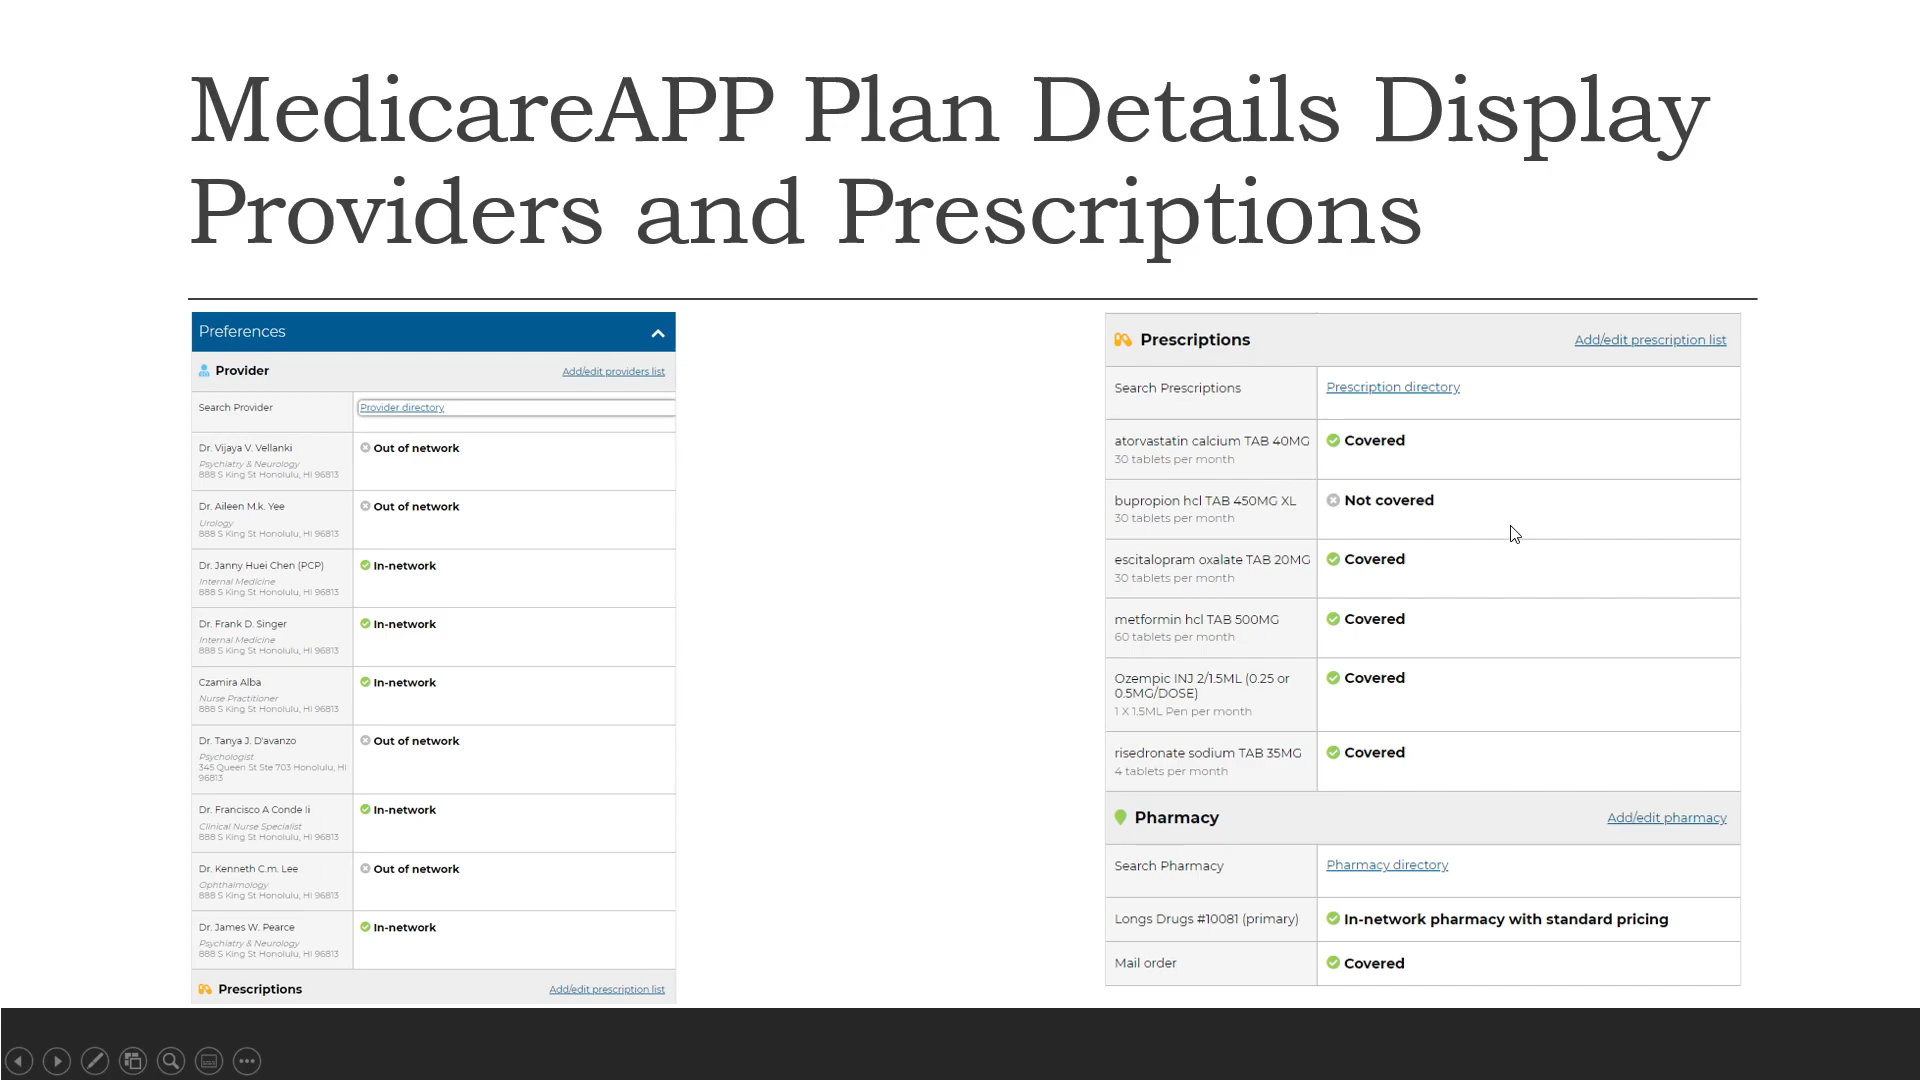 MedicareAPP Plan Details Display
Providers and Prescriptions
Preferences
Provider
Add/edit providers list
Search Provider
Provider directory
Dr. Vijaya V. Vellanki
Out of network
Psychiatry & Neurology
888 S King St Honolulu, HI 96813
Dr. Aileen M.k. Yee
Out of network
Urology
888 S King St Honolulu, HI 96813
Dr. Janny Huei Chen (PCP)
In-network
Internal Medicine
888 S King St Honolulu, HI 96813
Dr. Frank D. Singer
In-network
Internal Medicine
888 S King St Honolulu, HI 96813
Czamira Alba
In-network
Nurse Practitioner
888 S King St Honolulu, HI 96813
Dr. Tanya J. D'avanzo
Out of network
Psychologist
345 Queen St Ste 703 Honolulu, HI
96813
Dr. Francisco A Conde Ii
In-network
Clinical Nurse Specialist
888 S King St Honolulu, HI 96813
Dr. Kenneth C.m. Lee
Out of network
Ophthalmology
888 S King St Honolulu, HI 96813
Dr. James W. Pearce
In-network
Psychiatry & Neurology
888 S King St Honolulu, HI 96813
Prescriptions
Add/edit prescription list
Prescriptions
Add/edit prescription list
Search Prescriptions
Prescription directory
atorvastatin calcium TAB 40MG
Covered
30 tablets per month
bupropion hcl TAB 450MG XL
Not covered
30 tablets per month
escitalopram oxalate TAB 20MG
Covered
30 tablets per month
metformin hcl TAB 500MG
Covered
60 tablets per month
Ozempic INJ 2/1.5ML (0.25 or
0.5MG/DOSE)
Covered
1 X 1.5ML Pen per month
risedronate sodium TAB 35MG
Covered
4 tablets per month
Pharmacy
Add/edit pharmacy
Search Pharmacy
Pharmacy directory
Longs Drugs #10081 (primary)
In-network pharmacy with standard pricing
Mail order
Covered